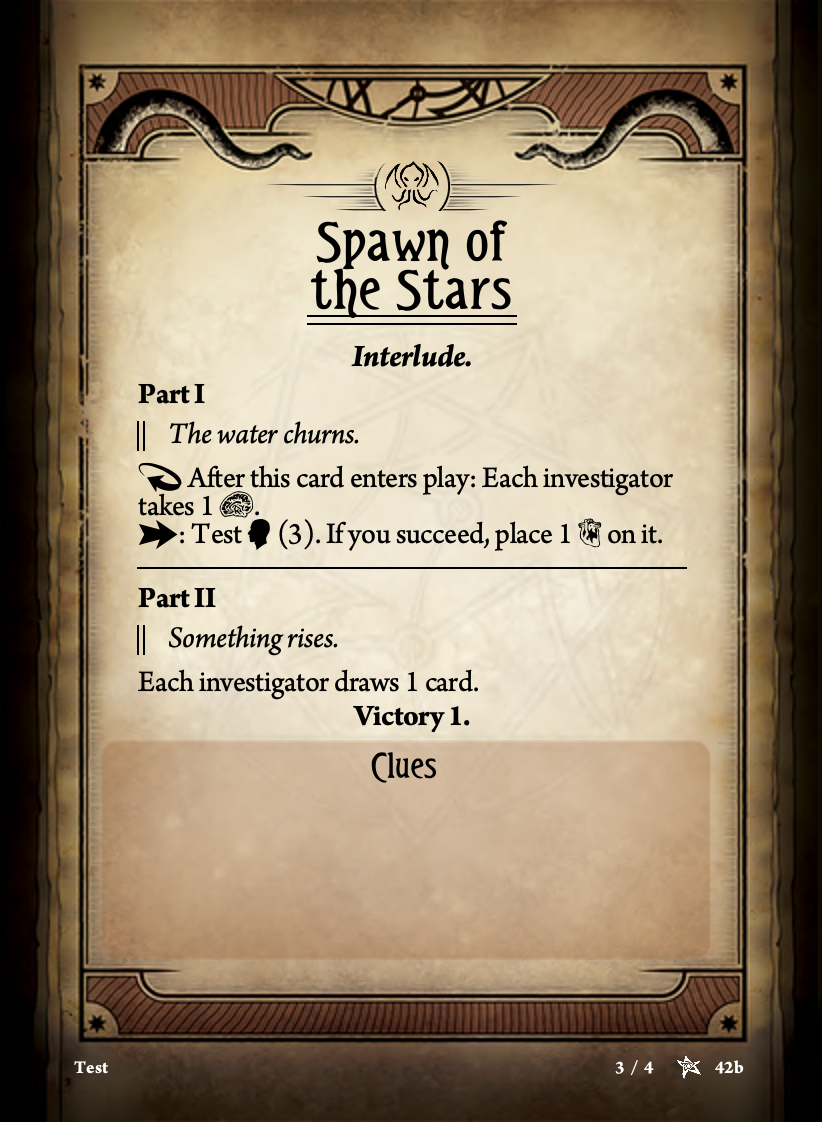 Spawn of
the Stars
Interlude.
Part I
The water churns.
After this card enters play: Each investigator
takes 1 .
: Test (3). If you succeed, place 1 on it.
Part II
Something rises.
Each investigator draws 1 card.
Victory 1.
Clues
Test 3 / 4 42b